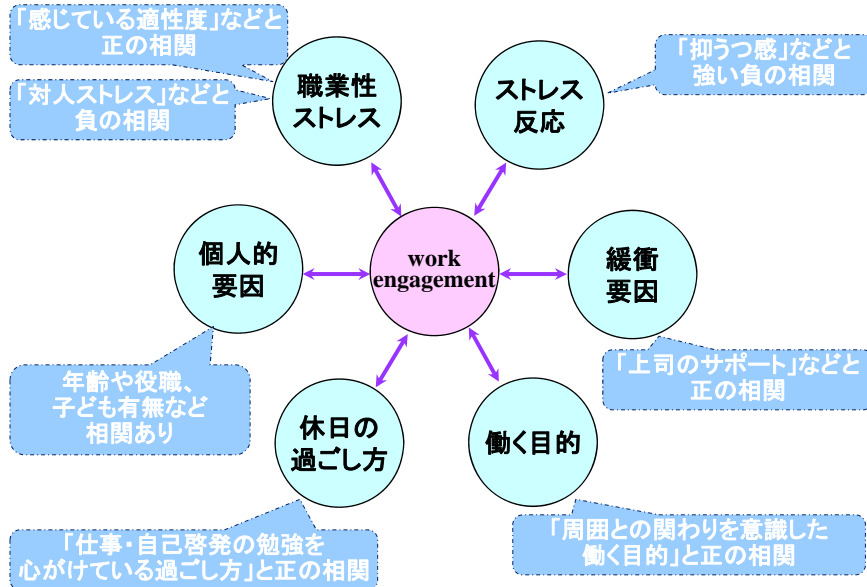 「感じている適性度」などと
正の相関
「対人ストレス」などと
負の相関
職業性
ストレス
ストレス
反応
「抑うつ感」などと
強い負の相関
個人的
要因
work
engagement
緩衝
要因
年齢や役職、
子ども有無など
相関あり
「上司のサポート」などと
正の相関
休日の
過ごし方
働く目的
「仕事・自己啓発の勉強を
心がけている過ごし方」と正の相関
「周囲との関わりを意識した
働く目的」と正の相関